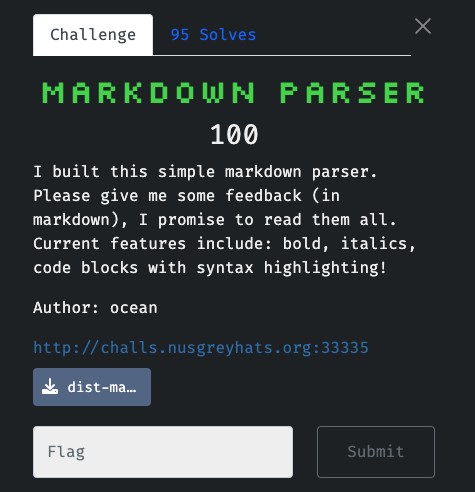 Challenge
95 Solves
MARKDOWN PARSER
100
I built this simple markdown parser.
Please give me some feedback (in
markdown), I promise to read them all.
Current features include: bold, italics,
code blocks with syntax highlighting!
Author: ocean
http://challs.nusgreyhats.org:33335
dist-ma…
Flag
Submit